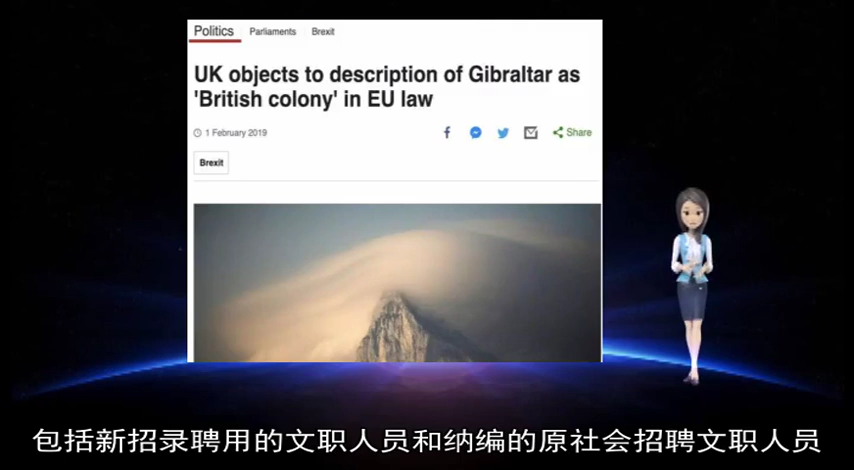 Politics Parliaments Brexit
UK objects to description of Gibraltar as
'British colony' in EU law
1 February 2019 Share
Brexit
包括新招录聘用的文职人员和纳编的原社会招聘文职人员